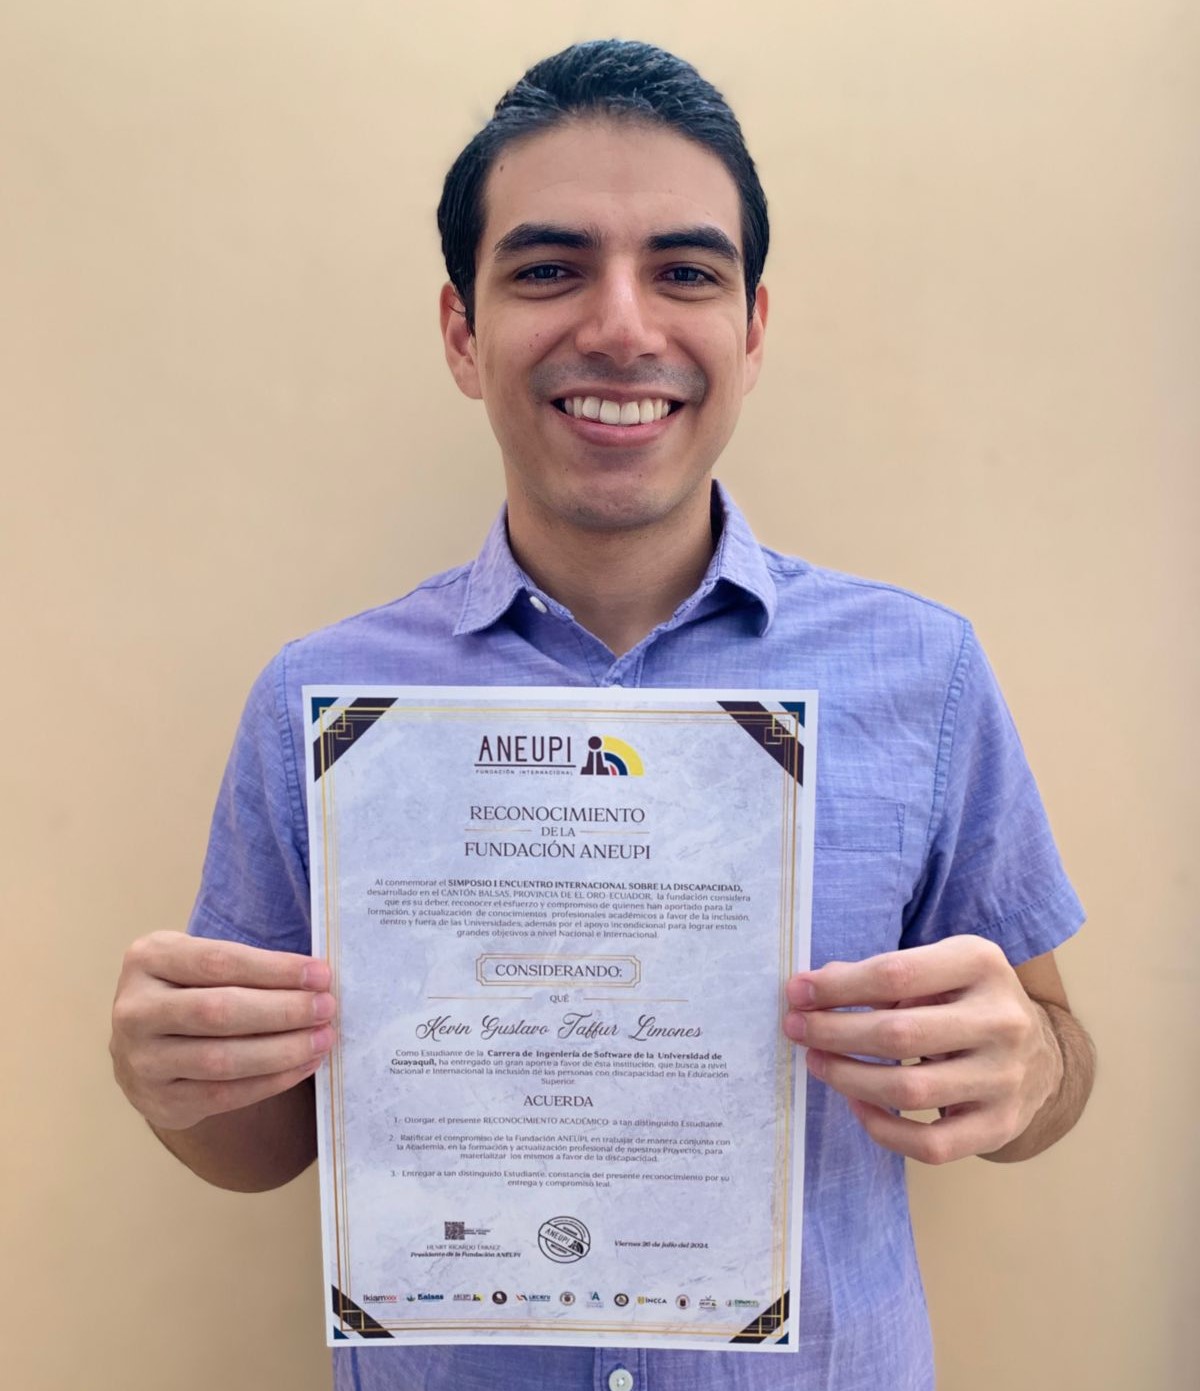 ANEUPI
FUNDACIÓN INTERNACIONAL
RECONOCIMIENTO
DE LA
FUNDACIÓN ANEUPI
Al conmemorar el SIMPOSIO I ENCUENTRO INTERNACIONAL SOBRE LA DISCAPACIDAD,
desarrollado en el CANTÓN BALSAS, PROVINCIA DE EL ORO-ECUADOR, la fundación considera
que es su deber, reconocer el esfuerzo y compromiso de quienes han aportado para la
formación, y actualización de conocimientos profesionales académicos a favor de la inclusión,
dentro y fuera de las Universidades, además por el apoyo incondicional para lograr estos
grandes objetivos a nivel Nacional e Internacional.
CONSIDERANDO:
QUÉ
Kevin Gustavo Taffur Limones
Como Estudiante de la Carrera de Ingeniería de Software de la Universidad de
Guayaquil, ha entregado un gran aporte a favor de ésta institución, que busca a nivel
Nacional e Internacional la inclusión de las personas con discapacidad en la Educación
Superior.
ACUERDA
1.- Otorgar, el presente RECONOCIMIENTO ACADÉMICO a tan distinguido Estudiante.
2.- Ratificar el compromiso de la Fundación ANEUPI, en trabajar de manera conjunta con
la Academia, en la formación y actualización profesional de nuestros Proyectos, para
materializar los mismos a favor de la discapacidad.
3.- Entregar a tan distinguido Estudiante, constancia del presente reconocimiento por su
entrega y compromiso leal.
HENRY RICARDO
Presidente de la Fundación ANEUPI
ANEUPI
Viernes 26 de julio del 2024
Ikiam Balsas ANEUPI INCCA